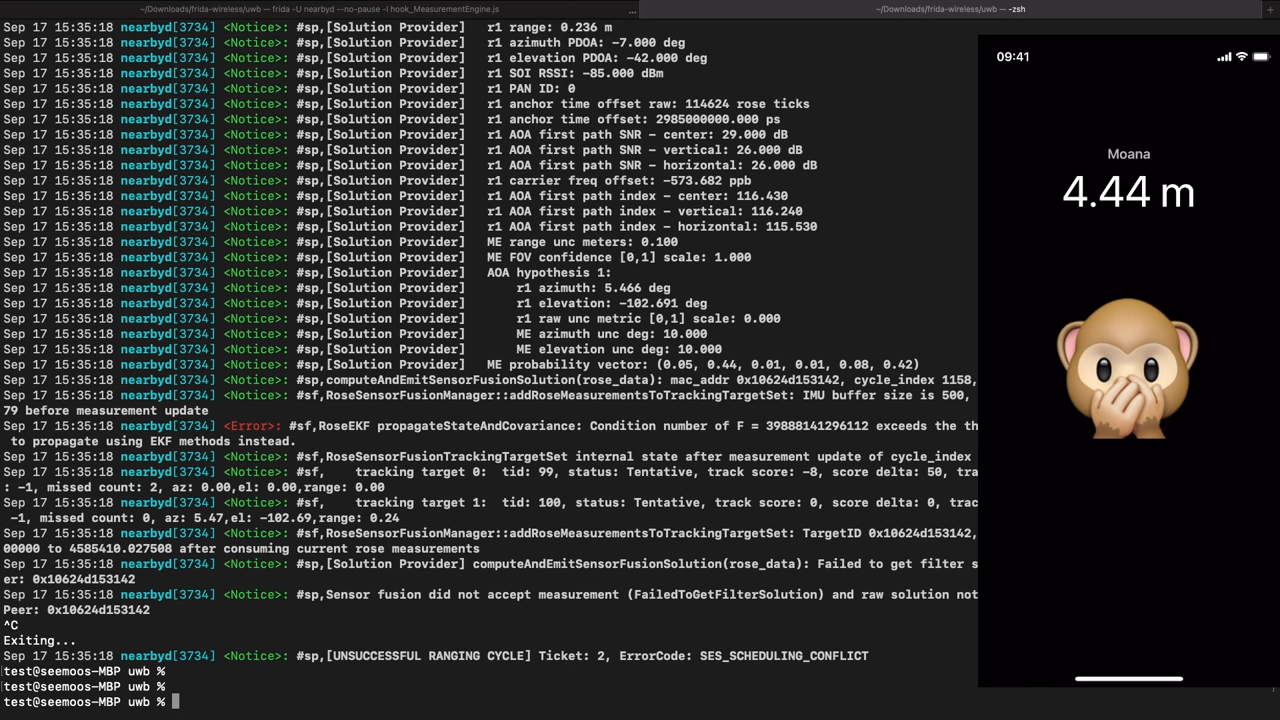 ~/Downloads/frida-wireless/uwb — frida -U nearbyd --no-pause -l hook_MeasurementEngine.js ... ~/Downloads/frida-wireless/uwb — -zsh +
Sep 17 15:35:18 nearbyd[3734] <Notice>: #sp,[Solution Provider] r1 range: 0.236 m
Sep 17 15:35:18 nearbyd[3734] <Notice>: #sp,[Solution Provider] r1 azimuth PDOA: -7.000 deg
Sep 17 15:35:18 nearbyd[3734] <Notice>: #sp,[Solution Provider] r1 elevation PDOA: -42.000 deg
Sep 17 15:35:18 nearbyd[3734] <Notice>: #sp,[Solution Provider] r1 SOI RSSI: -85.000 dBm
Sep 17 15:35:18 nearbyd[3734] <Notice>: #sp,[Solution Provider] r1 PAN ID: 0
Sep 17 15:35:18 nearbyd[3734] <Notice>: #sp,[Solution Provider] r1 anchor time offset raw: 114624 rose ticks
Sep 17 15:35:18 nearbyd[3734] <Notice>: #sp,[Solution Provider] r1 anchor time offset: 2985000000.000 ps
Sep 17 15:35:18 nearbyd[3734] <Notice>: #sp,[Solution Provider] r1 AOA first path SNR - center: 29.000 dB
Sep 17 15:35:18 nearbyd[3734] <Notice>: #sp,[Solution Provider] r1 AOA first path SNR - vertical: 26.000 dB
Sep 17 15:35:18 nearbyd[3734] <Notice>: #sp,[Solution Provider] r1 AOA first path SNR - horizontal: 26.000 dB
Sep 17 15:35:18 nearbyd[3734] <Notice>: #sp,[Solution Provider] r1 carrier freq offset: -573.682 ppb
Sep 17 15:35:18 nearbyd[3734] <Notice>: #sp,[Solution Provider] r1 AOA first path index - center: 116.430
Sep 17 15:35:18 nearbyd[3734] <Notice>: #sp,[Solution Provider] r1 AOA first path index - vertical: 116.240
Sep 17 15:35:18 nearbyd[3734] <Notice>: #sp,[Solution Provider] r1 AOA first path index - horizontal: 115.530
Sep 17 15:35:18 nearbyd[3734] <Notice>: #sp,[Solution Provider] ME range unc meters: 0.100
Sep 17 15:35:18 nearbyd[3734] <Notice>: #sp,[Solution Provider] ME FOV confidence [0,1] scale: 1.000
Sep 17 15:35:18 nearbyd[3734] <Notice>: #sp,[Solution Provider] AOA hypothesis 1:
Sep 17 15:35:18 nearbyd[3734] <Notice>: #sp,[Solution Provider] r1 azimuth: 5.466 deg
Sep 17 15:35:18 nearbyd[3734] <Notice>: #sp,[Solution Provider] r1 elevation: -102.691 deg
Sep 17 15:35:18 nearbyd[3734] <Notice>: #sp,[Solution Provider] r1 raw unc metric [0,1] scale: 0.000
Sep 17 15:35:18 nearbyd[3734] <Notice>: #sp,[Solution Provider] ME azimuth unc deg: 10.000
Sep 17 15:35:18 nearbyd[3734] <Notice>: #sp,[Solution Provider] ME elevation unc deg: 10.000
Sep 17 15:35:18 nearbyd[3734] <Notice>: #sp,[Solution Provider] ME probability vector: (0.05, 0.44, 0.01, 0.01, 0.08, 0.42)
Sep 17 15:35:18 nearbyd[3734] <Notice>: #sp,computeAndEmitSensorFusionSolution(rose_data): mac_addr 0x10624d153142, cycle_index 1158,
Sep 17 15:35:18 nearbyd[3734] <Notice>: #sf,RoseSensorFusionManager::addRoseMeasurementsToTrackingTargetSet: IMU buffer size is 500,
79 before measurement update
Sep 17 15:35:18 nearbyd[3734] <Error>: #sf,RoseEKF propagateStateAndCovariance: Condition number of F = 39888141296112 exceeds the th
to propagate using EKF methods instead.
Sep 17 15:35:18 nearbyd[3734] <Notice>: #sf,RoseSensorFusionTrackingTargetSet internal state after measurement update of cycle_index
Sep 17 15:35:18 nearbyd[3734] <Notice>: #sf, tracking target 0: tid: 99, status: Tentative, track score: -8, score delta: 50, tra
: -1, missed count: 2, az: 0.00,el: 0.00,range: 0.00
Sep 17 15:35:18 nearbyd[3734] <Notice>: #sf, tracking target 1: tid: 100, status: Tentative, track score: 0, score delta: 0, trac
-1, missed count: 0, az: 5.47,el: -102.69,range: 0.24
Sep 17 15:35:18 nearbyd[3734] <Notice>: #sf,RoseSensorFusionManager::addRoseMeasurementsToTrackingTargetSet: TargetID 0x10624d153142,
00000 to 4585410.027508 after consuming current rose measurements
Sep 17 15:35:18 nearbyd[3734] <Notice>: #sp,[Solution Provider] computeAndEmitSensorFusionSolution(rose_data): Failed to get filter s
er: 0x10624d153142
Sep 17 15:35:18 nearbyd[3734] <Notice>: #sp,Sensor fusion did not accept measurement (FailedToGetFilterSolution) and raw solution not
Peer: 0x10624d153142
^C
Exiting...
Sep 17 15:35:18 nearbyd[3734] <Notice>: #sp,[UNSUCCESSFUL RANGING CYCLE] Ticket: 2, ErrorCode: SES_SCHEDULING_CONFLICT
[test@seemoos-MBP uwb %
[test@seemoos-MBP uwb %
test@seemoos-MBP uwb %
09:41
Moana
4.44 m